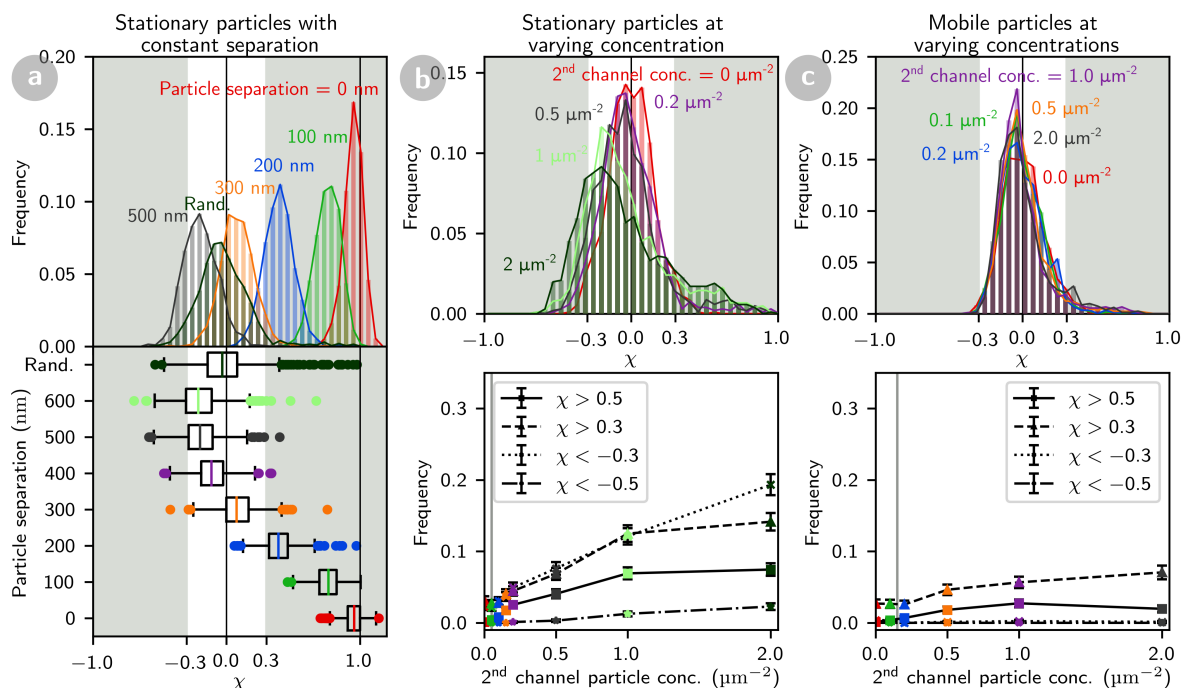 Stationary particles with
constant separation
a
0.20
0.15
0.10
0.05
0.00
Frequency
Particle separation = 0 nm
100 nm
200 nm
300 nm
Rand.
500 nm
Rand.
600
500
400
300
200
100
0
Particle separation (nm)
−1.0
−0.3
0.0
0.3
1.0
χ
Stationary particles at
varying concentration
b
0.15
0.10
0.05
0.00
Frequency
2nd channel conc. = 0 µm-2
0.5 µm-2
0.2 µm-2
1 µm-2
2 µm-2
−1.0
−0.3
0.0
0.3
1.0
χ
0.3
0.2
0.1
0.0
Frequency
χ > 0.5
χ > 0.3
χ < −0.3
χ < −0.5
0.0
0.5
1.0
2.0
2nd channel particle conc. (µm-2)
Mobile particles at
varying concentrations
c
0.25
0.20
0.15
0.10
0.05
0.00
Frequency
2nd channel conc. = 1.0 µm-2
0.1 µm-2
0.5 µm-2
2.0 µm-2
0.2 µm-2
0.0 µm-2
−1.0
−0.3
0.0
0.3
1.0
χ
0.3
0.2
0.1
0.0
Frequency
χ > 0.5
χ > 0.3
χ < −0.3
χ < −0.5
0.0
0.5
1.0
2.0
2nd channel particle conc. (µm-2)